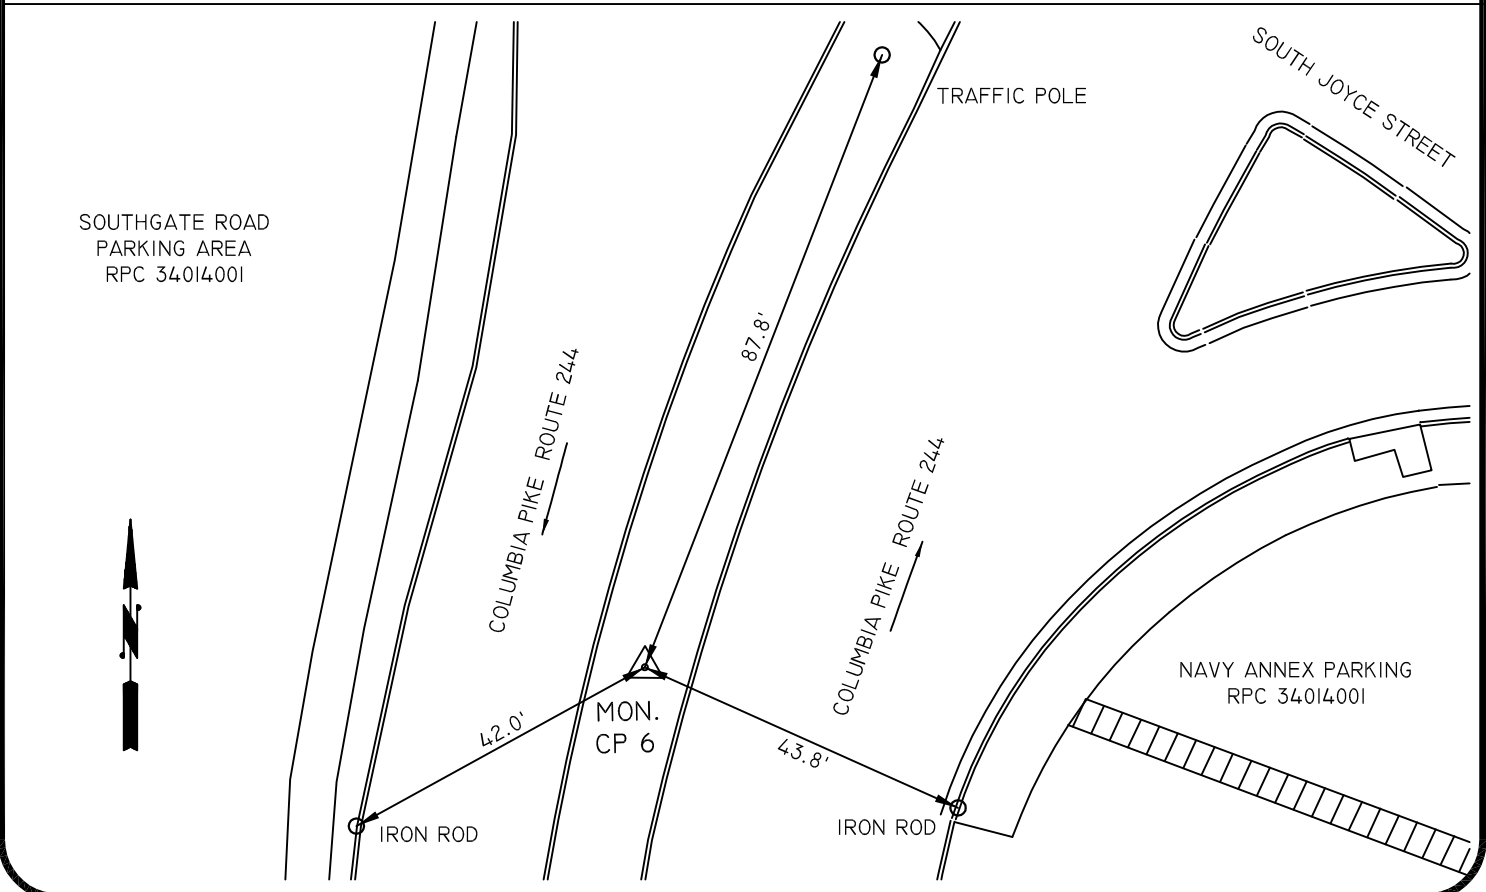 SOUTH JOYCE STREET
TRAFFIC POLE
SOUTHGATE ROAD
PARKING AREA
RPC 34014001
87.8'
COLUMBIA PIKE ROUTE 244
COLUMBIA PIKE ROUTE 244
N
NAVY ANNEX PARKING
RPC 34014001
MON.
CP 6
42.0'
43.8'
IRON ROD
IRON ROD